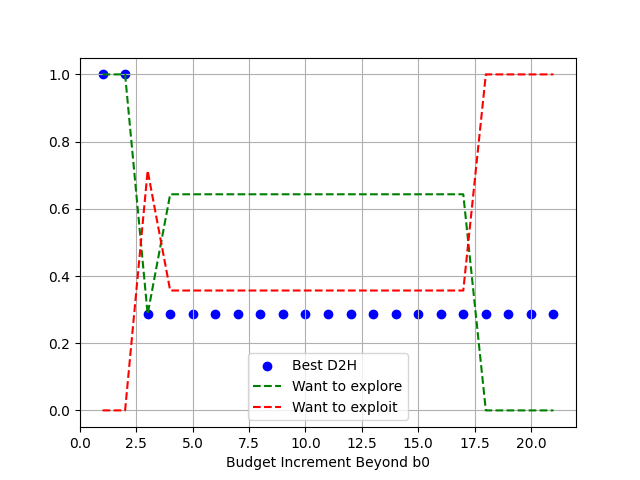 1.0
0.8
0.6
0.4
0.2
0.0
Best D2H
Want to explore
Want to exploit
0.0 2.5 5.0 7.5 10.0 12.5 15.0 17.5 20.0
Budget Increment Beyond b0